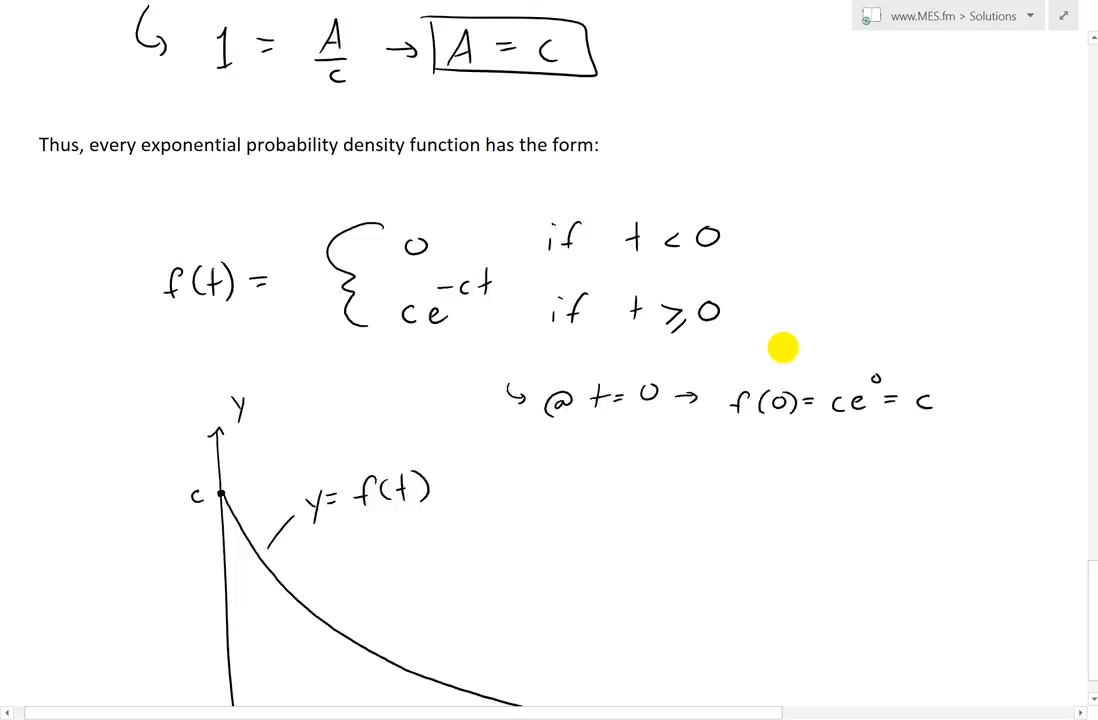 www.MES.fm > Solutions
↳ 1 = A/c → A = c
Thus, every exponential probability density function has the form:
f(t) = { 0 if t < 0
ce^{-ct} if t ≥ 0
↳ @ t = 0 → f(0) = ce^0 = c
y
c
y = f(t)